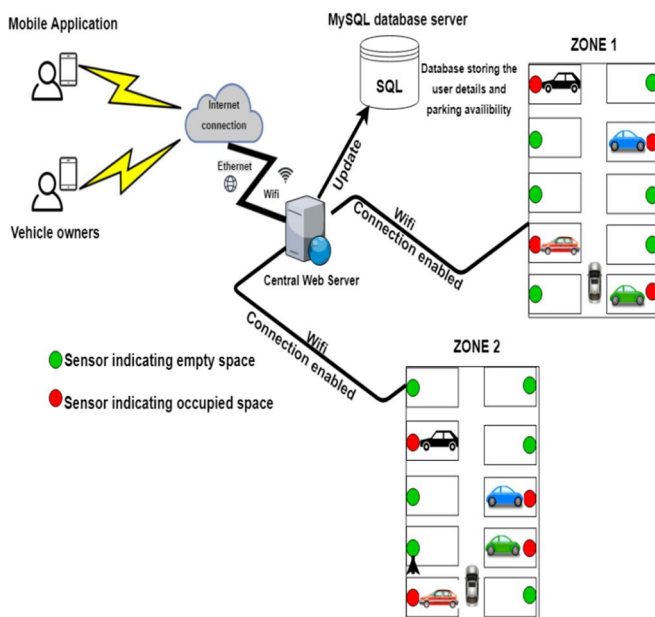 Mobile Application
MySQL database server
ZONE 1
SQL
Database storing the
user details and
parking availibility
Internet
connection
Ethernet
Wifi
Update
Vehicle owners
Wifi
Connection enabled
Central Web Server
Wifi
Connection enabled
ZONE 2
Sensor indicating empty space
Sensor indicating occupied space